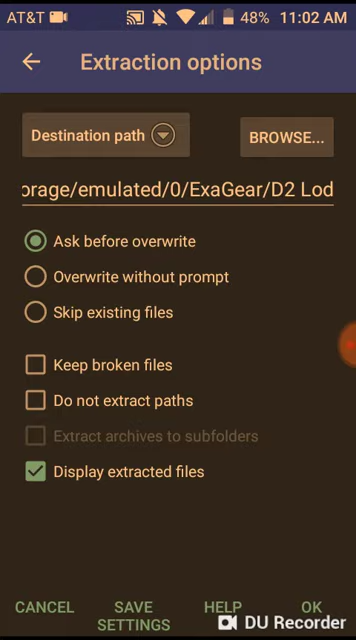 AT&T 48% 11:02 AM
Extraction options
Destination path
BROWSE...
orage/emulated/0/ExaGear/D2 Lod
Ask before overwrite
Overwrite without prompt
Skip existing files
Keep broken files
Do not extract paths
Extract archives to subfolders
Display extracted files
CANCEL SAVE SETTINGS HELP OK
DU Recorder